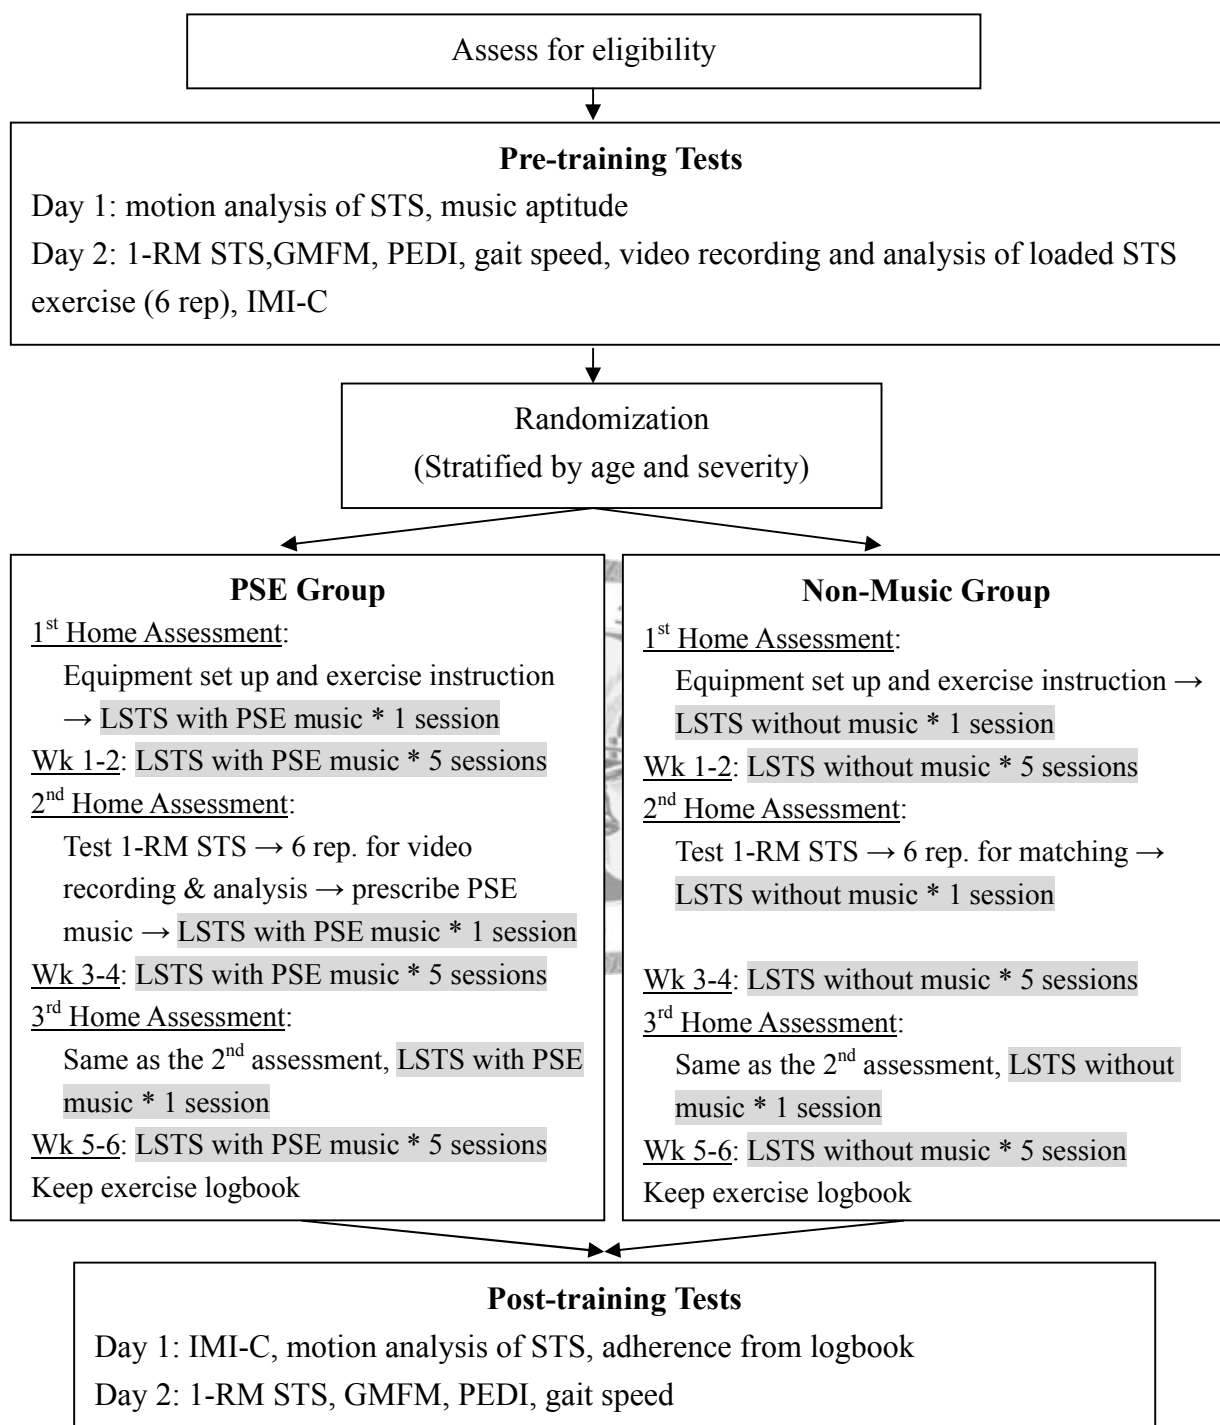 Assess for eligibility
Pre-training Tests
Day 1: motion analysis of STS, music aptitude
Day 2: 1-RM STS,GMFM, PEDI, gait speed, video recording and analysis of loaded STS
exercise (6 rep), IMI-C
Randomization
(Stratified by age and severity)
PSE Group
1st Home Assessment:
Equipment set up and exercise instruction
→ LSTS with PSE music * 1 session
Wk 1-2: LSTS with PSE music * 5 sessions
2nd Home Assessment:
Test 1-RM STS → 6 rep. for video
recording & analysis → prescribe PSE
music → LSTS with PSE music * 1 session
Wk 3-4: LSTS with PSE music * 5 sessions
3rd Home Assessment:
Same as the 2nd assessment, LSTS with PSE
music * 1 session
Wk 5-6: LSTS with PSE music * 5 sessions
Keep exercise logbook
Non-Music Group
1st Home Assessment:
Equipment set up and exercise instruction →
LSTS without music * 1 session
Wk 1-2: LSTS without music * 5 sessions
2nd Home Assessment:
Test 1-RM STS → 6 rep. for matching →
LSTS without music * 1 session
Wk 3-4: LSTS without music * 5 sessions
3rd Home Assessment:
Same as the 2nd assessment, LSTS without
music * 1 session
Wk 5-6: LSTS without music * 5 session
Keep exercise logbook
Post-training Tests
Day 1: IMI-C, motion analysis of STS, adherence from logbook
Day 2: 1-RM STS, GMFM, PEDI, gait speed